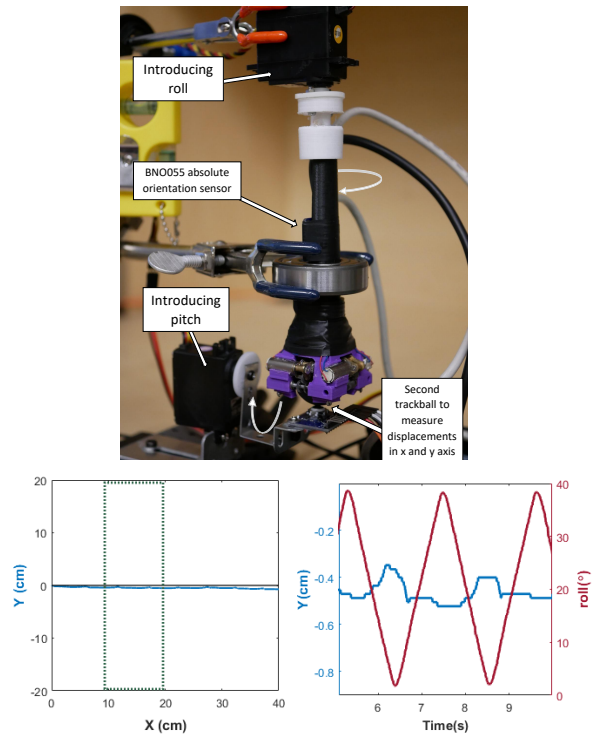 Introducing
roll
BNO055 absolute
orientation sensor
Introducing
pitch
Second
trackball to
measure
displacements
in x and y axis
20
10
0
-10
-20
Y (cm)
0
10
20
30
40
X (cm)
-0.2
-0.4
-0.6
-0.8
Y (cm)
6
7
8
9
Time(s)
40
30
20
10
0
roll(°)